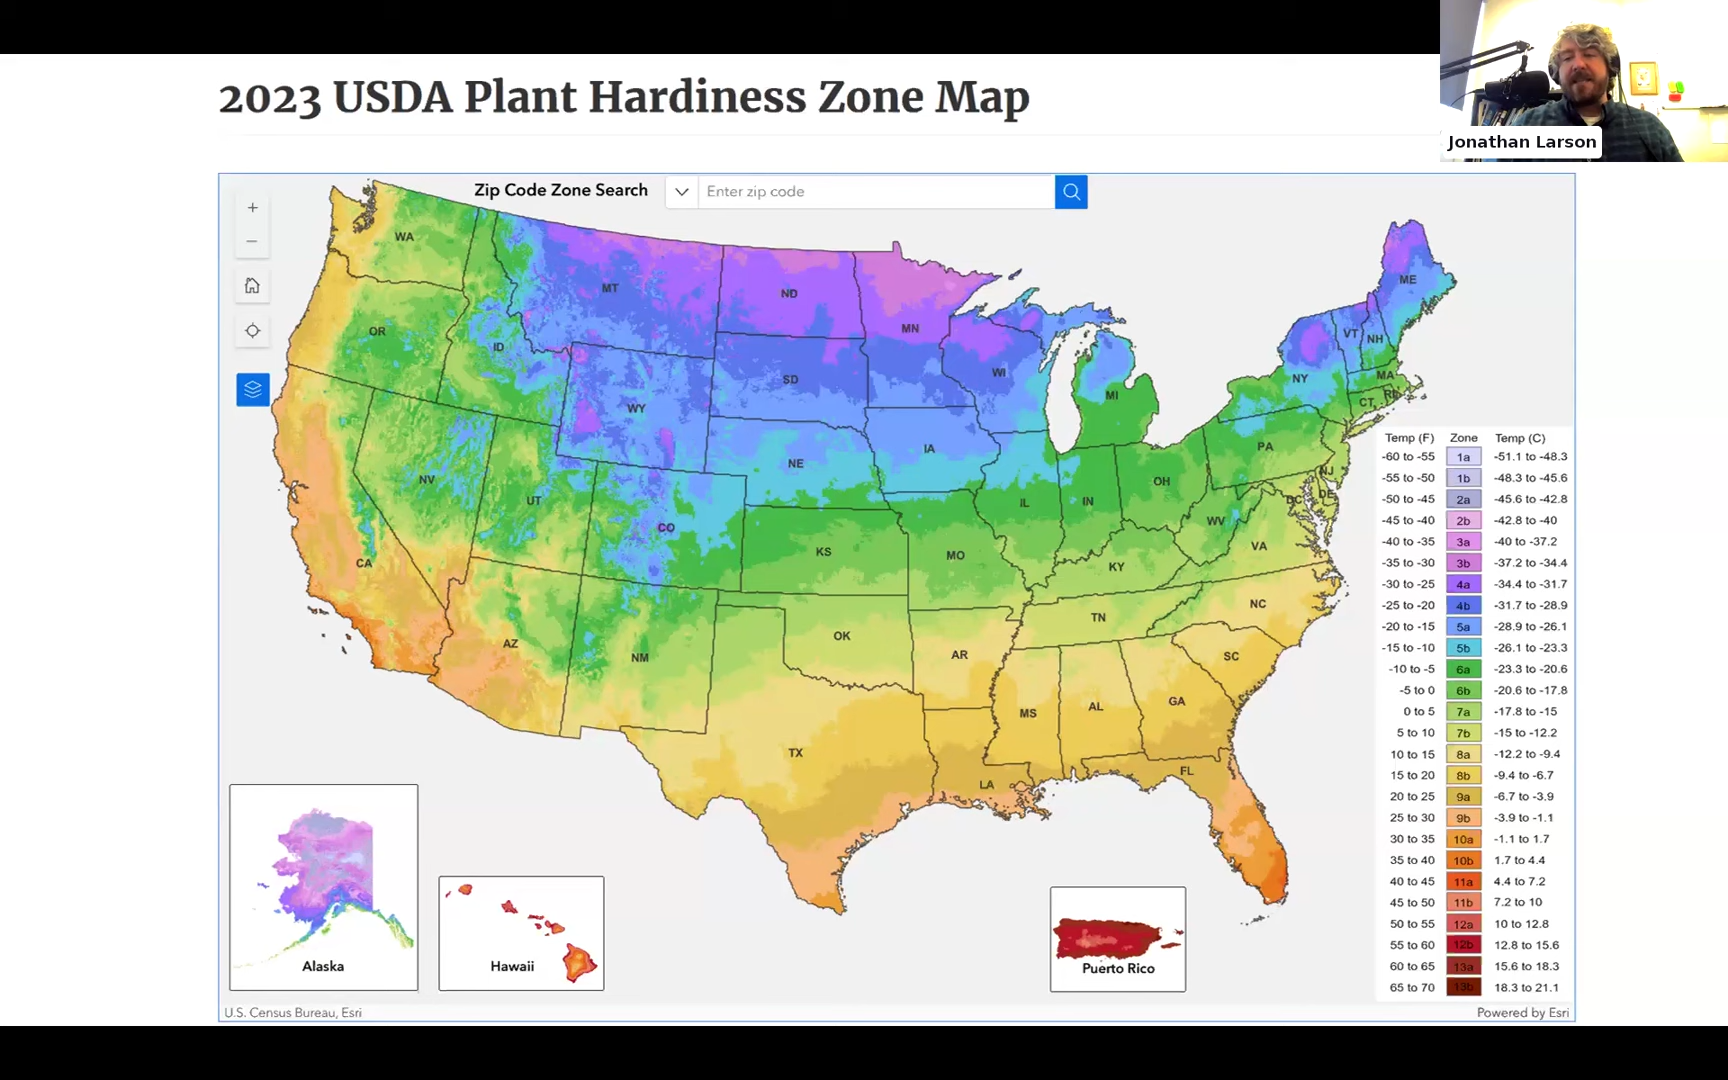 2023 USDA Plant Hardiness Zone Map
Jonathan Larson
Zip Code Zone Search
Enter zip code
+
−
WA
MT
ND
MN
ME
OR
ID
SD
WI
VT
NH
NY
MA
RI
CT
MI
WY
IA
NE
PA
NJ
NV
UT
CO
IL
IN
OH
DC
DE
WV
VA
CA
KS
MO
KY
AZ
NM
OK
TN
NC
AR
SC
MS
AL
GA
TX
LA
FL
Temp (F) Zone Temp (C)
-60 to -55 1a -51.1 to -48.3
-55 to -50 1b -48.3 to -45.6
-50 to -45 2a -45.6 to -42.8
-45 to -40 2b -42.8 to -40
-40 to -35 3a -40 to -37.2
-35 to -30 3b -37.2 to -34.4
-30 to -25 4a -34.4 to -31.7
-25 to -20 4b -31.7 to -28.9
-20 to -15 5a -28.9 to -26.1
-15 to -10 5b -26.1 to -23.3
-10 to -5 6a -23.3 to -20.6
-5 to 0 6b -20.6 to -17.8
0 to 5 7a -17.8 to -15
5 to 10 7b -15 to -12.2
10 to 15 8a -12.2 to -9.4
15 to 20 8b -9.4 to -6.7
20 to 25 9a -6.7 to -3.9
25 to 30 9b -3.9 to -1.1
30 to 35 10a -1.1 to 1.7
35 to 40 10b 1.7 to 4.4
40 to 45 11a 4.4 to 7.2
45 to 50 11b 7.2 to 10
50 to 55 12a 10 to 12.8
55 to 60 12b 12.8 to 15.6
60 to 65 13a 15.6 to 18.3
65 to 70 13b 18.3 to 21.1
Alaska
Hawaii
Puerto Rico
U.S. Census Bureau, Esri
Powered by Esri